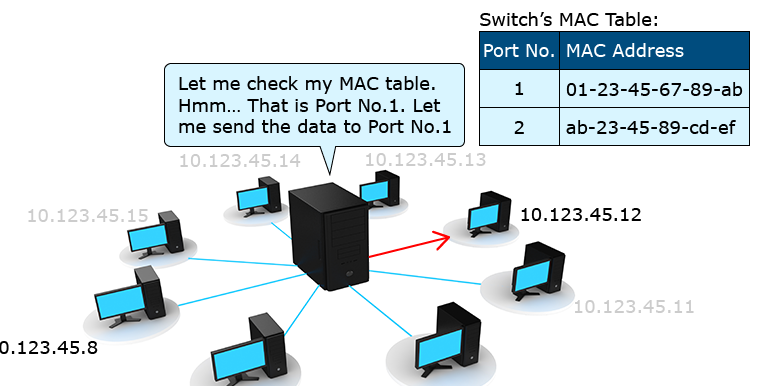 Switch’s MAC Table:
Port No. MAC Address
1 01-23-45-67-89-ab
2 ab-23-45-89-cd-ef
Let me check my MAC table.
Hmm... That is Port No.1. Let
me send the data to Port No.1
10.123.45.14
10.123.45.13
10.123.45.15
10.123.45.12
10.123.45.11
0.123.45.8